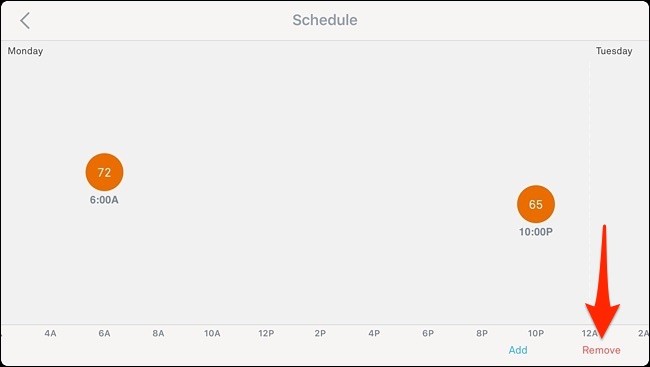 Schedule
Monday Tuesday
72
6:00A
65
10:00P
4A 6A 8A 10A 12P 2P 4P 6P 8P 10P 12A 2A
Add Remove